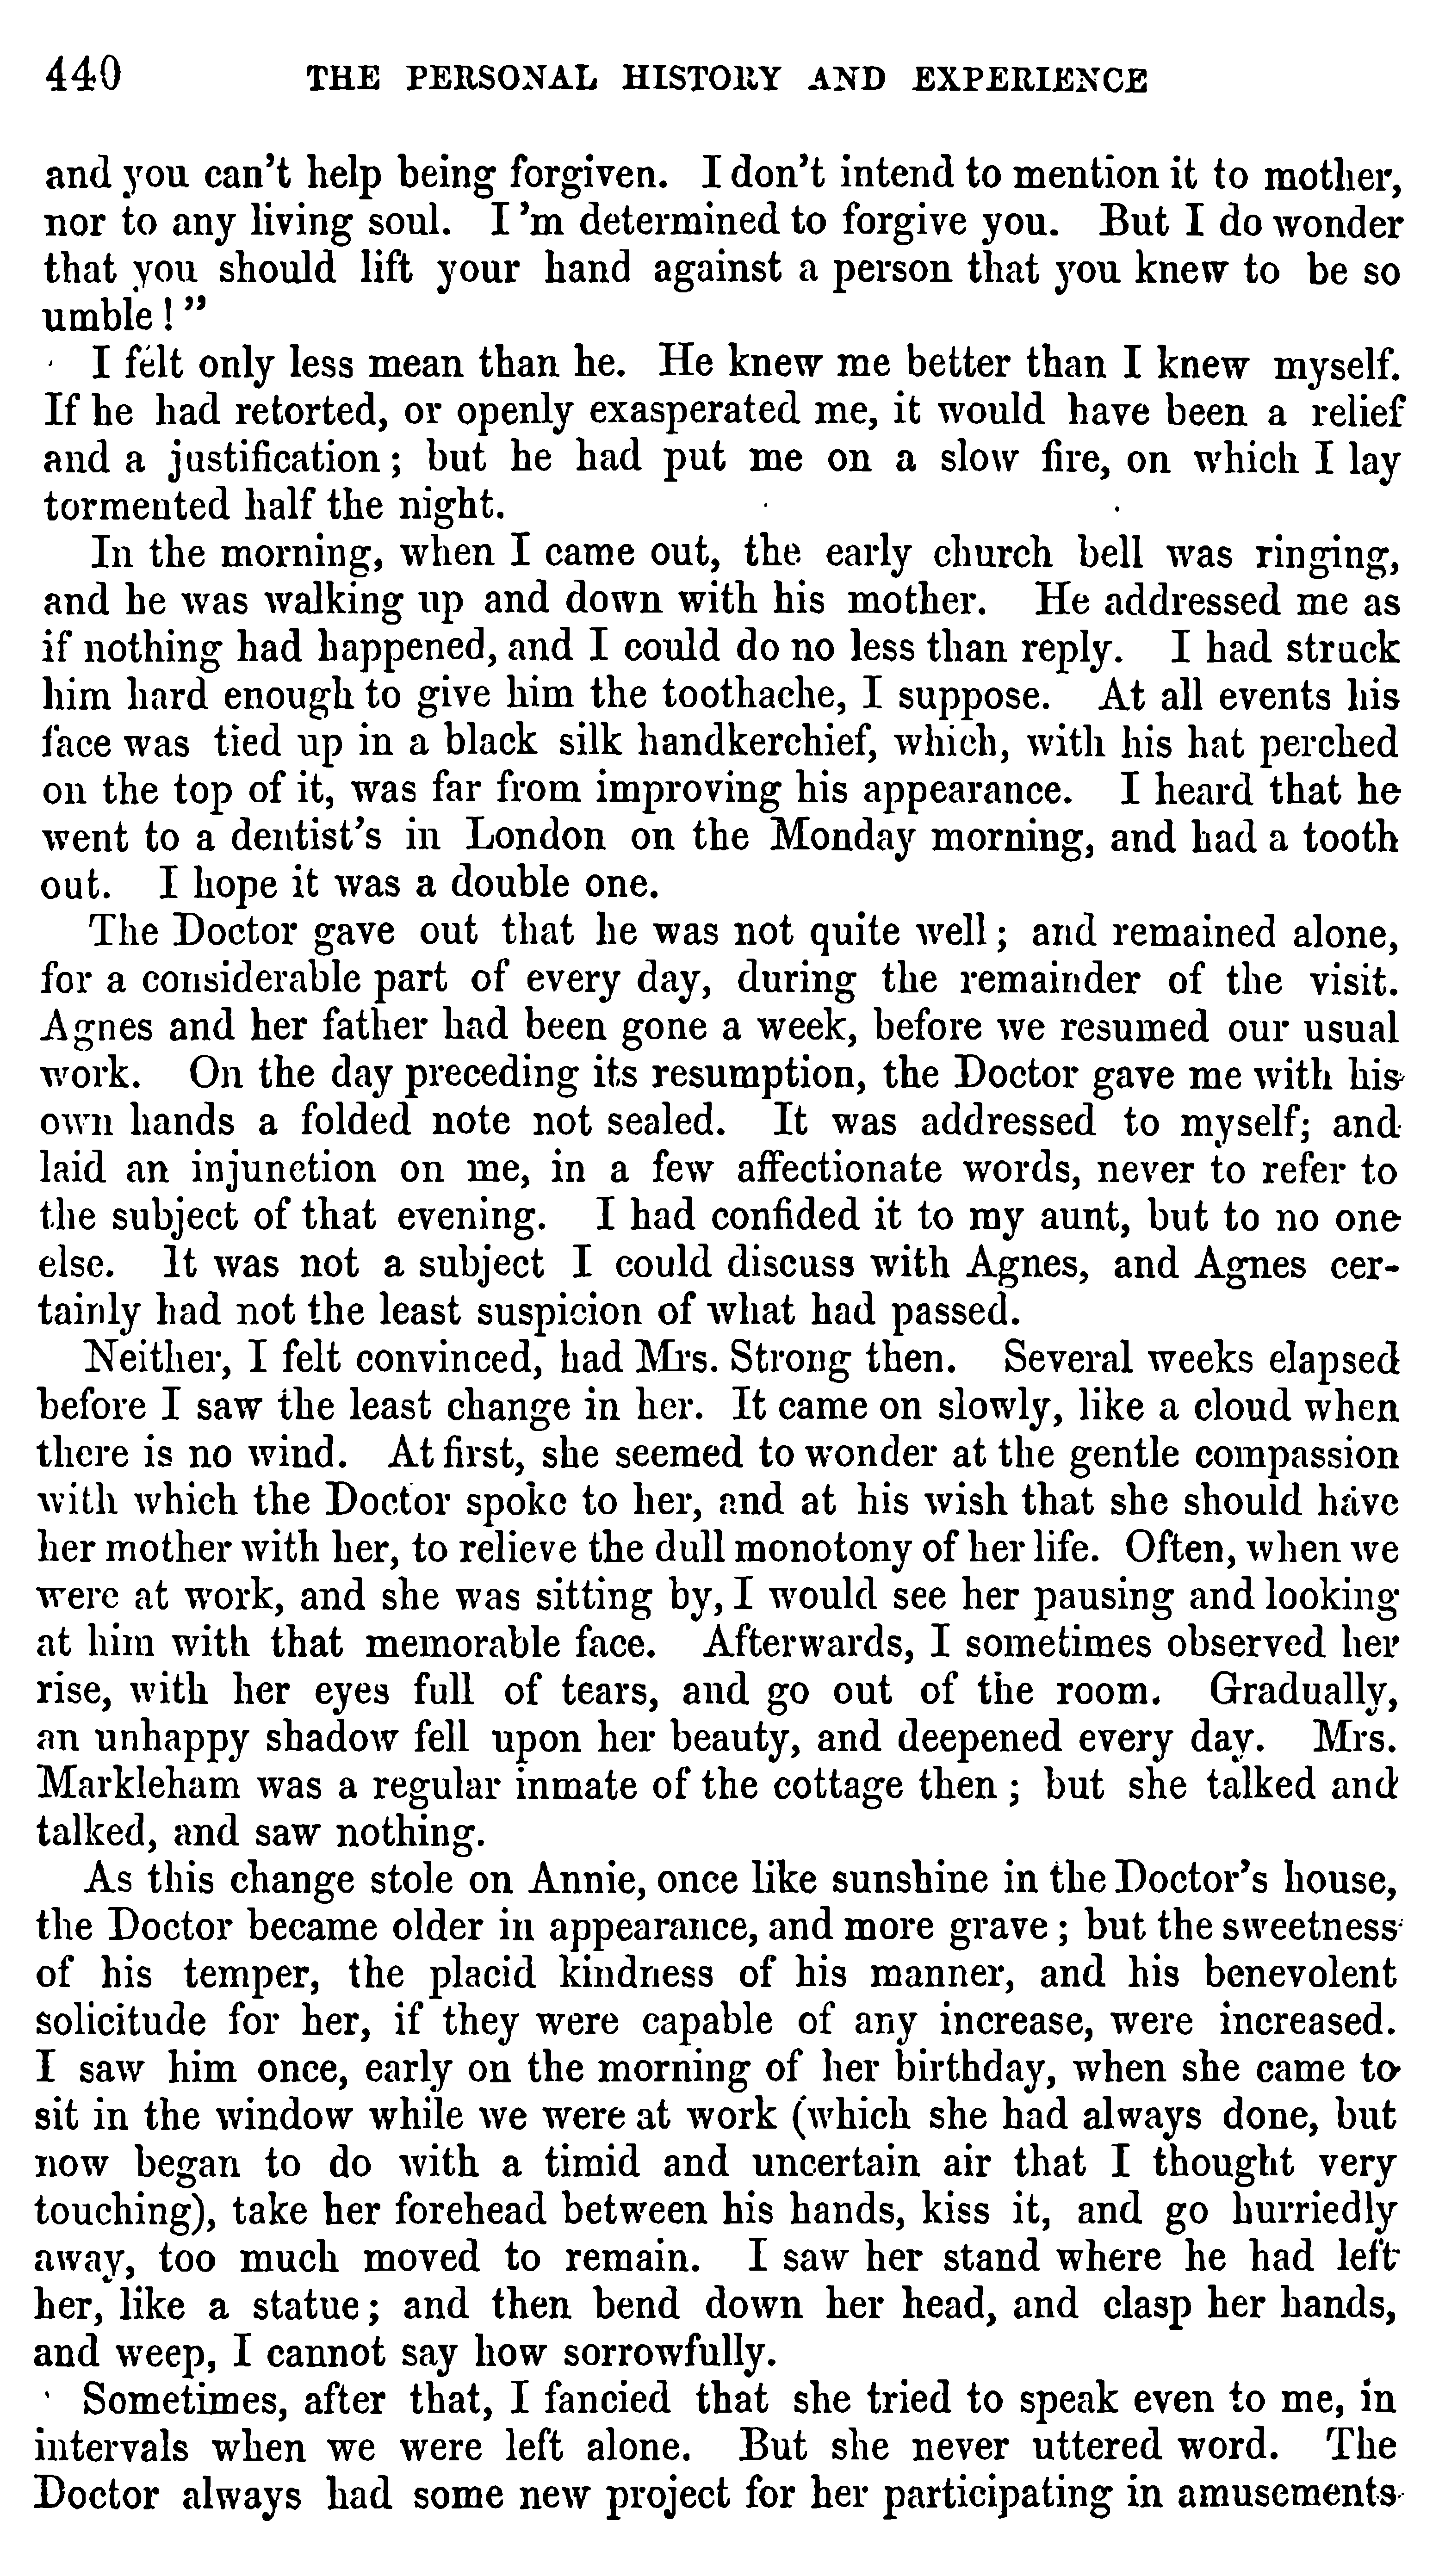 440 THE PERSONAL HISTORY AND EXPERIENCE
and you can't help being forgiven. I don't intend to mention it to mother,
nor to any living soul. I 'm determined to forgive you. But I do wonder
that you should lift your hand against a person that you knew to be so
umble ! "
I felt only less mean than he. He knew me better than I knew myself.
If he had retorted, or openly exasperated me, it would have been a relief
and a justification ; but he had put me on a slow fire, on which I lay
tormented half the night.
In the morning, when I came out, the early church bell was ringing,
and he was walking up and down with his mother. He addressed me as
if nothing had happened, and I could do no less than reply. I had struck
him hard enough to give him the toothache, I suppose. At all events his
face was tied up in a black silk handkerchief, which, with his hat perched
on the top of it, was far from improving his appearance. I heard that he
went to a dentist's in London on the Monday morning, and had a tooth
out. I hope it was a double one.
The Doctor gave out that he was not quite well ; and remained alone,
for a considerable part of every day, during the remainder of the visit.
Agnes and her father had been gone a week, before we resumed our usual
work. On the day preceding its resumption, the Doctor gave me with his
own hands a folded note not sealed. It was addressed to myself; and
laid an injunction on me, in a few affectionate words, never to refer to
the subject of that evening. I had confided it to my aunt, but to no one
else. It was not a subject I could discuss with Agnes, and Agnes cer-
tainly had not the least suspicion of what had passed.
Neither, I felt convinced, had Mrs. Strong then. Several weeks elapsed
before I saw the least change in her. It came on slowly, like a cloud when
there is no wind. At first, she seemed to wonder at the gentle compassion
with which the Doctor spoke to her, and at his wish that she should have
her mother with her, to relieve the dull monotony of her life. Often, when we
were at work, and she was sitting by, I would see her pausing and looking
at him with that memorable face. Afterwards, I sometimes observed her
rise, with her eyes full of tears, and go out of the room. Gradually,
an unhappy shadow fell upon her beauty, and deepened every day. Mrs.
Markleham was a regular inmate of the cottage then ; but she talked and
talked, and saw nothing.
As this change stole on Annie, once like sunshine in the Doctor's house,
the Doctor became older in appearance, and more grave ; but the sweetness
of his temper, the placid kindness of his manner, and his benevolent
solicitude for her, if they were capable of any increase, were increased.
I saw him once, early on the morning of her birthday, when she came to
sit in the window while we were at work (which she had always done, but
now began to do with a timid and uncertain air that I thought very
touching), take her forehead between his hands, kiss it, and go hurriedly
away, too much moved to remain. I saw her stand where he had left
her, like a statue ; and then bend down her head, and clasp her hands,
and weep, I cannot say how sorrowfully.
Sometimes, after that, I fancied that she tried to speak even to me, in
intervals when we were left alone. But she never uttered word. The
Doctor always had some new project for her participating in amusements